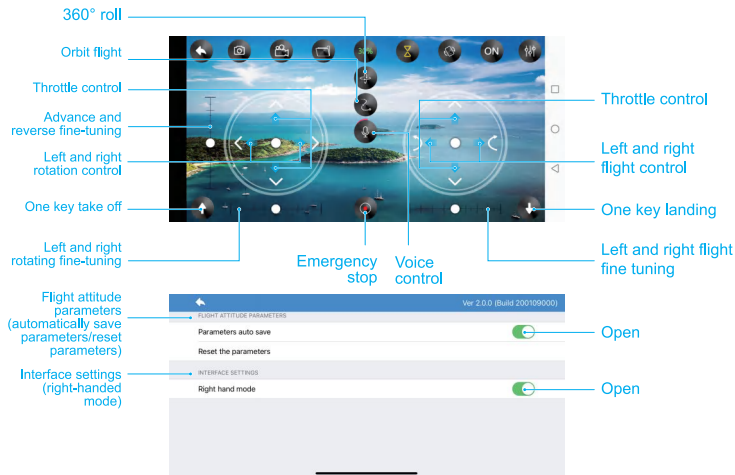 360° roll
Orbit flight
Throttle control
Advance and
reverse fine-tuning
Left and right
rotation control
One key take off
Left and right
rotating fine-tuning
30%
ON
Emergency
stop
Voice
control
Throttle control
Left and right
flight control
One key landing
Left and right flight
fine tuning
Flight attitude
parameters
(automatically save
parameters/reset
parameters)
Interface settings
(right-handed
mode)
Ver 2.0.0 (Build 200109000)
FLIGHT ATTITUDE PARAMETERS
Parameters auto save
Reset the parameters
INTERFACE SETTINGS
Right hand mode
Open
Open